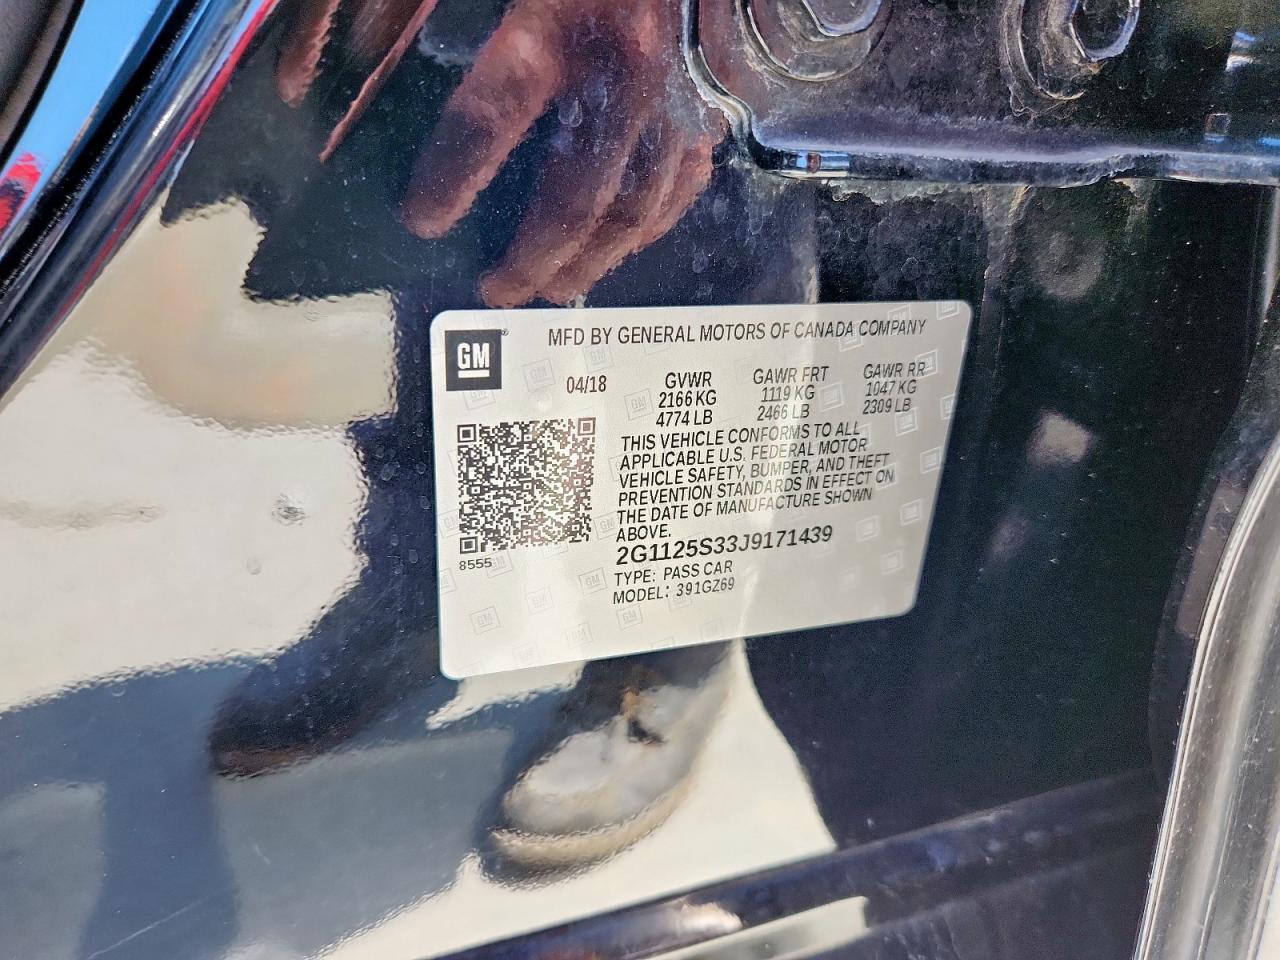 GM
MFD BY GENERAL MOTORS OF CANADA COMPANY
04/18
GVWR
2166 KG
4774 LB
GAWR FRT
1119 KG
2466 LB
GAWR RR
1047 KG
2309 LB
THIS VEHICLE CONFORMS TO ALL
APPLICABLE U.S. FEDERAL MOTOR
VEHICLE SAFETY, BUMPER, AND THEFT
PREVENTION STANDARDS IN EFFECT ON
THE DATE OF MANUFACTURE SHOWN
ABOVE.
8555
2G1125S33J9171439
TYPE: PASS CAR
MODEL: 391GZ69